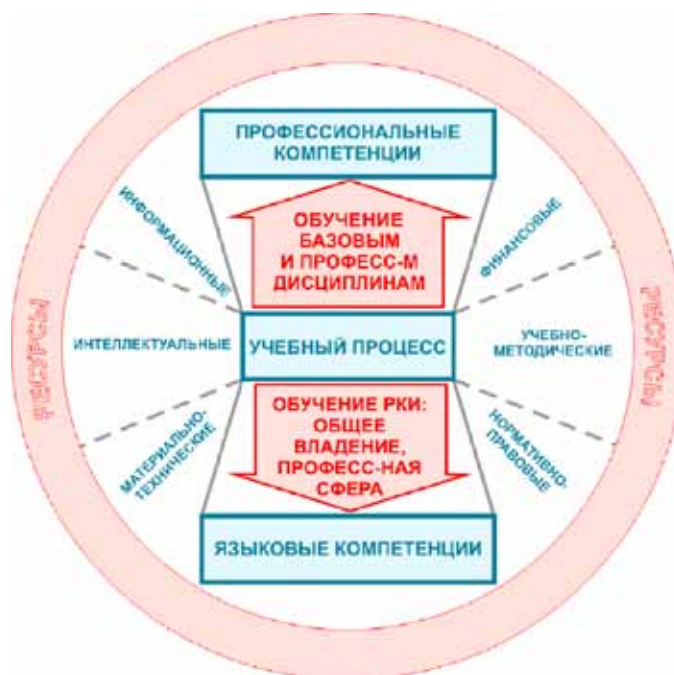 ПРОФЕССИОНАЛЬНЫЕ
КОМПЕТЕНЦИИ
ИНФОРМАЦИОННЫЕ
ОБУЧЕНИЕ
БАЗОВЫМ
И ПРОФЕСС-М
ДИСЦИПЛИНАМ
ФИНАНСОВЫЕ
РЕСУРСЫ
ИНТЕЛЛЕКТУАЛЬНЫЕ
УЧЕБНЫЙ ПРОЦЕСС
УЧЕБНО-
МЕТОДИЧЕСКИЕ
РЕСУРСЫ
МАТЕРИАЛЬНО-
ТЕХНИЧЕСКИЕ
ОБУЧЕНИЕ РКИ:
ОБЩЕЕ
ВЛАДЕНИЕ,
ПРОФЕСС-НАЯ
СФЕРА
НОРМАТИВНО-
ПРАВОВЫЕ
ЯЗЫКОВЫЕ КОМПЕТЕНЦИИ